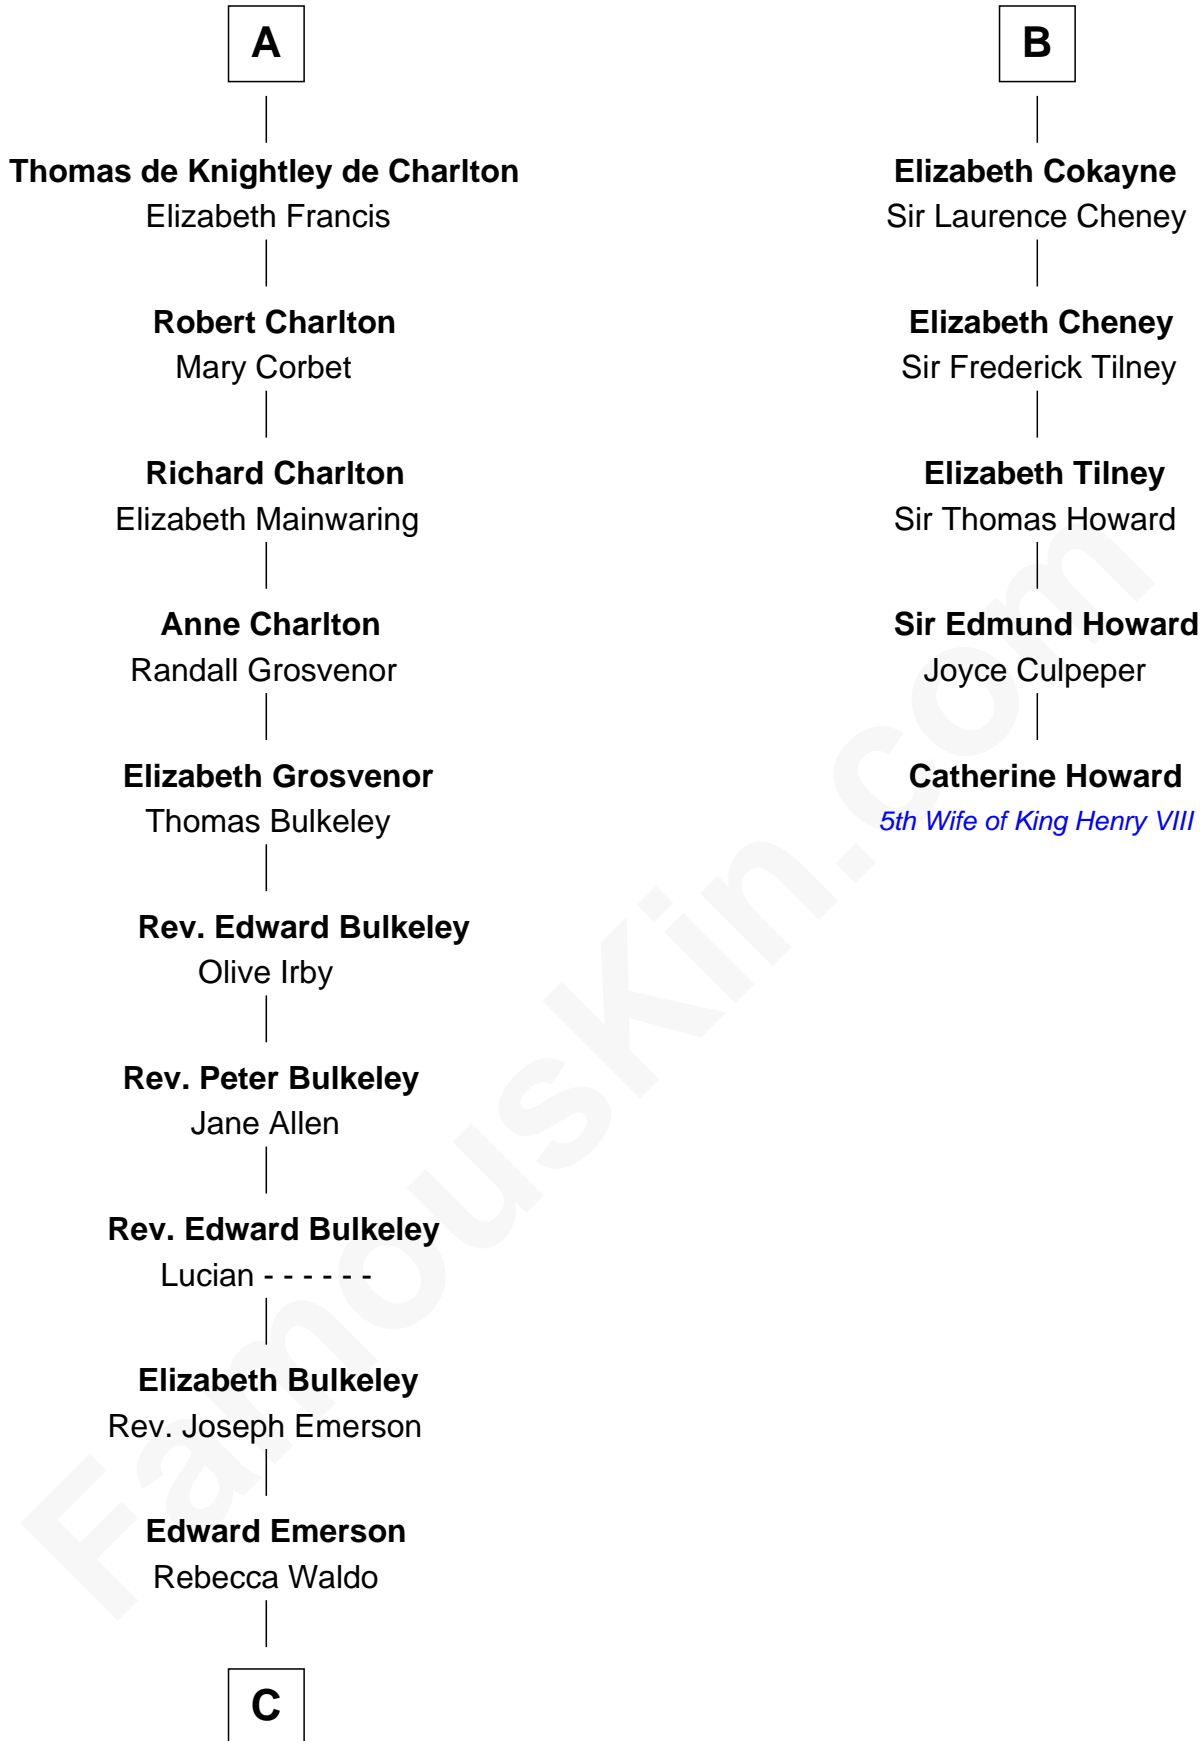 A
Thomas de Knightley de Charlton
Elizabeth Francis
Robert Charlton
Mary Corbet
Richard Charlton
Elizabeth Mainwaring
Anne Charlton
Randall Grosvenor
Elizabeth Grosvenor
Thomas Bulkeley
Rev. Edward Bulkeley
Olive Irby
Rev. Peter Bulkeley
Jane Allen
Rev. Edward Bulkeley
Lucian - - - - - -
Elizabeth Bulkeley
Rev. Joseph Emerson
Edward Emerson
Rebecca Waldo
C
B
Elizabeth Cokayne
Sir Laurence Cheney
Elizabeth Cheney
Sir Frederick Tilney
Elizabeth Tilney
Sir Thomas Howard
Sir Edmund Howard
Joyce Culpeper
Catherine Howard
5th Wife of King Henry VIII
FamousKin.com